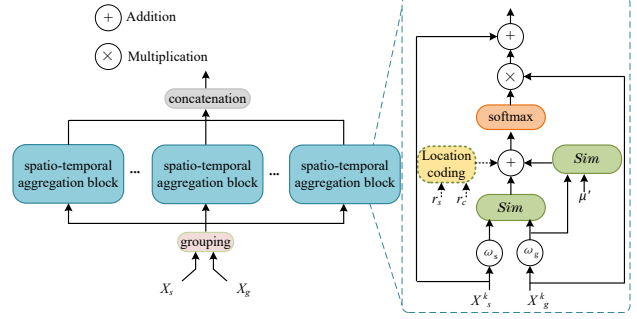 + Addition
× Multiplication
concatenation
spatio-temporal
aggregation block
...
spatio-temporal
aggregation block
...
spatio-temporal
aggregation block
grouping
X_s X_g
+
×
softmax
Location
coding
+
Sim
r_s r_c
Sim
μ'
ω_s ω_g
X^k_s X^k_g